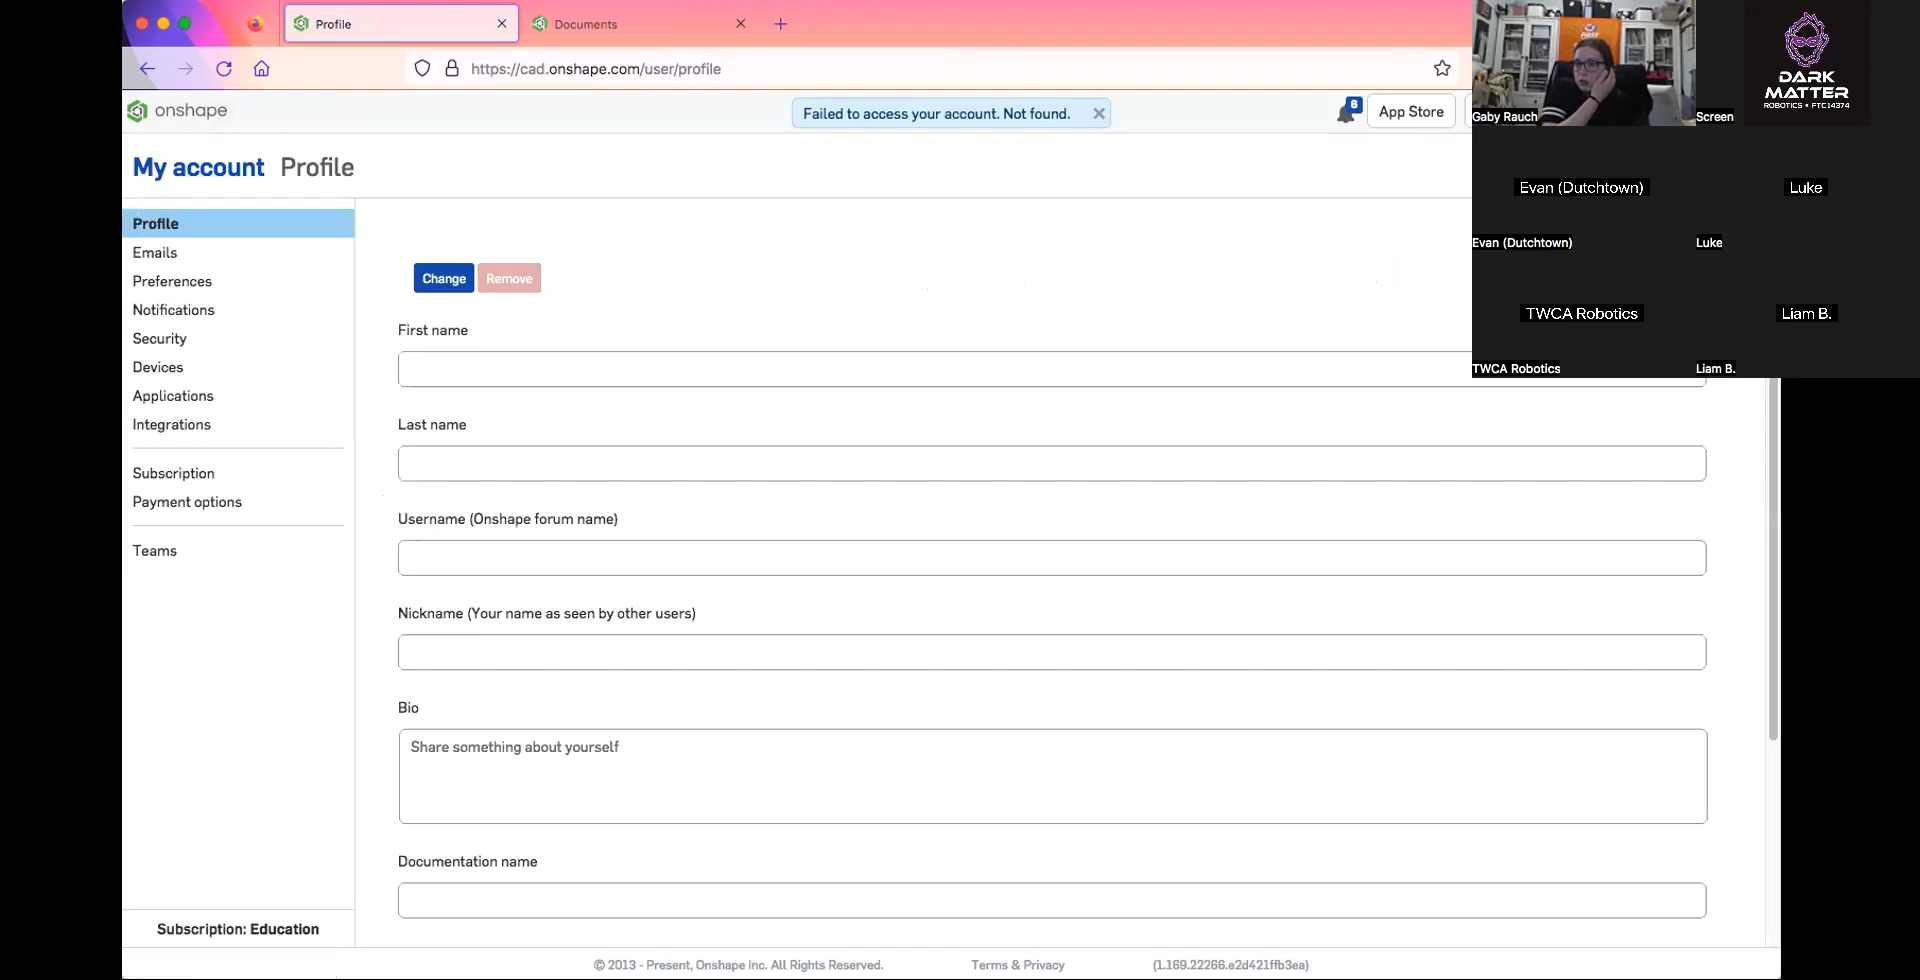 Profile
Documents
https://cad.onshape.com/user/profile
onshape
Failed to access your account. Not found.
6
App Store
My account Profile
Profile
Emails
Preferences
Notifications
Security
Devices
Applications
Integrations
Subscription
Payment options
Teams
Subscription: Education
Change
Remove
First name
Last name
Username (Onshape forum name)
Nickname (Your name as seen by other users)
Bio
Share something about yourself
Documentation name
© 2013 - Present, Onshape Inc. All Rights Reserved.
Terms & Privacy
(1.169.22266.e2d421ffb3ea)
FIRST
Gaby Rauch
DARK
MATTER
ROBOTICS • FTC14374
Screen
Evan (Dutchtown)
Luke
Evan (Dutchtown)
Luke
TWCA Robotics
Liam B.
TWCA Robotics
Liam B.